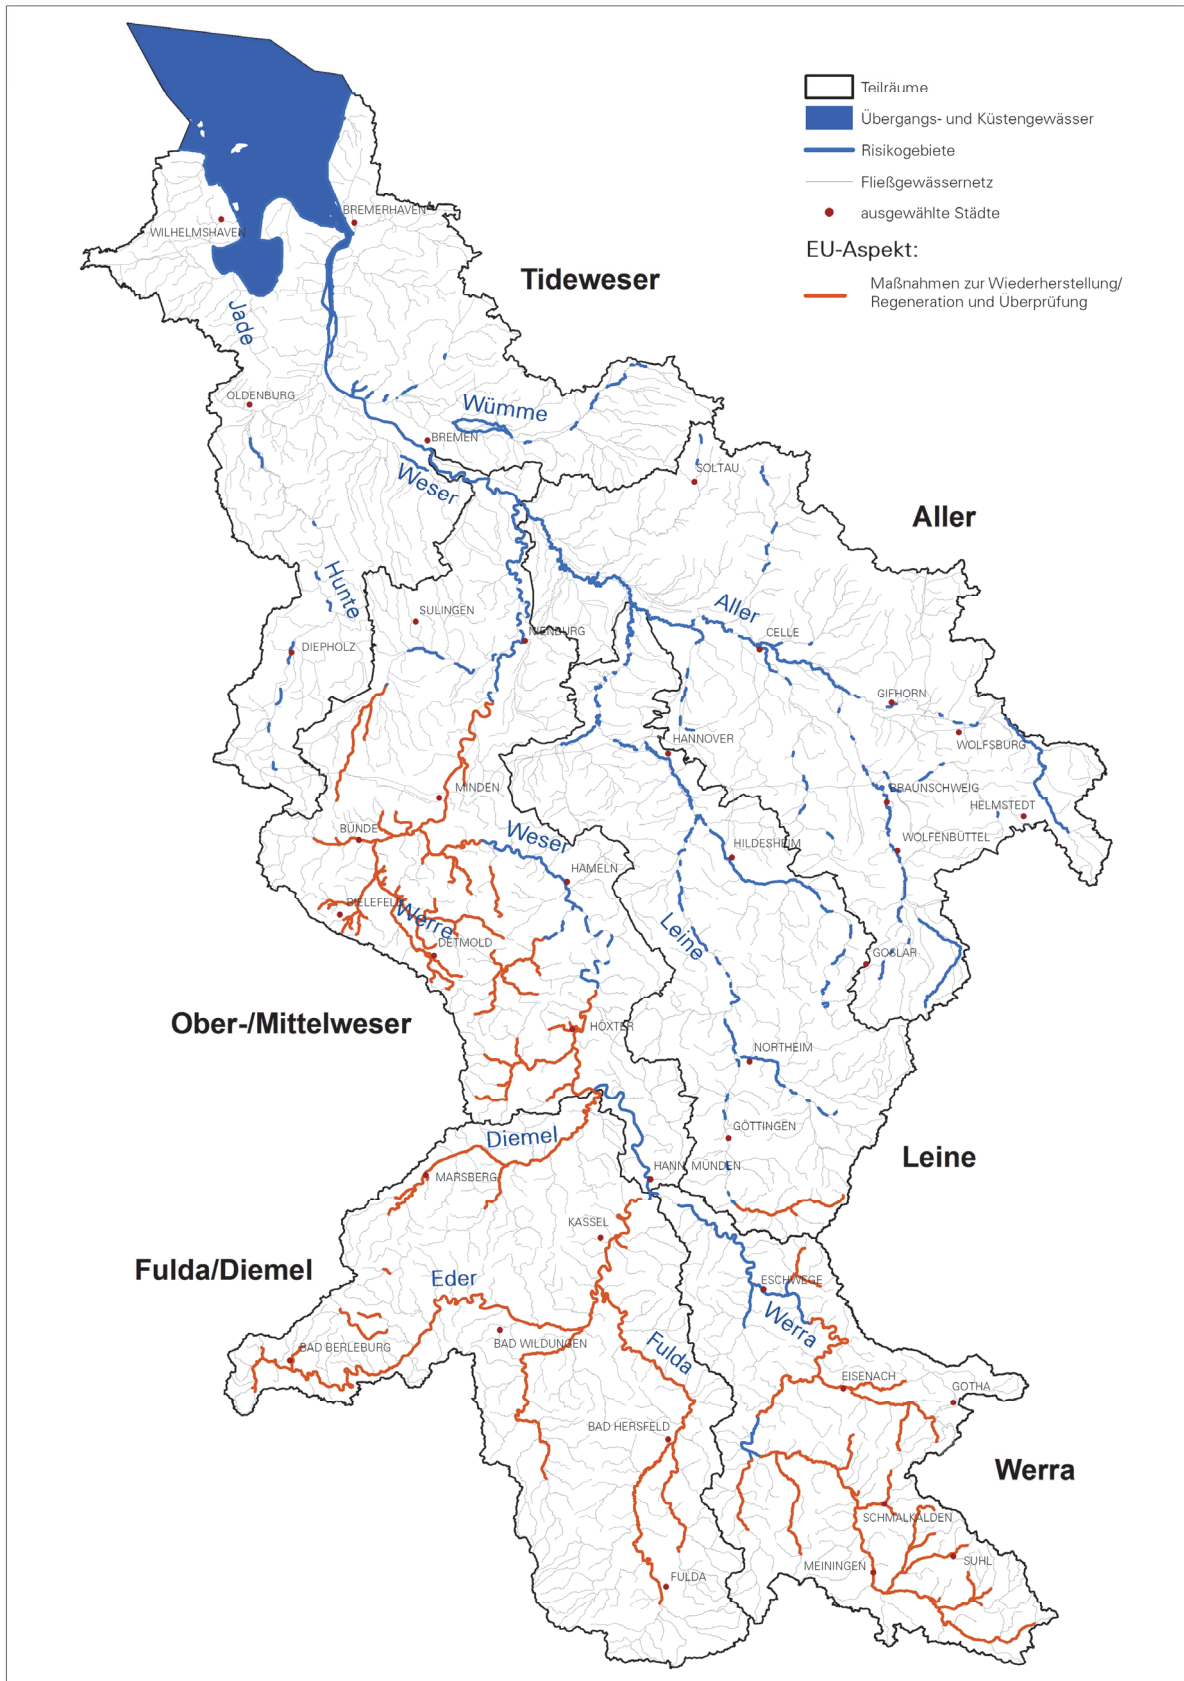 Teilräume
Übergangs- und Küstengewässer
Risikogebiete
Fließgewässernetz
ausgewählte Städte
EU-Aspekt:
Maßnahmen zur Wiederherstellung/
Regeneration und Überprüfung
BREMERHAVEN
WILHELMSHAVEN
Tideweser
Jade
OLDENBURG
Wümme
BREMEN
Weser
SOLTAU
Aller
Hunte
Aller
SULINGEN
NIENBURG
CELLE
DIEPHOLZ
GIFHORN
HANNOVER
WOLFSBURG
MINDEN
BRAUNSCHWEIG
HELMSTEDT
BÜNDE
Weser
HILDESHEIM
WOLFENBÜTTEL
HAMELN
BIELEFELD
Werre
DETMOLD
Leine
GOSLAR
Ober-/Mittelweser
HÖXTER
NORTHEIM
GÖTTINGEN
Diemel
Leine
HANN. MÜNDEN
MARSBERG
KASSEL
Fulda/Diemel
Eder
ESCHWEGE
Werra
BAD WILDUNGEN
BAD BERLEBURG
Fulda
EISENACH
GOTHA
BAD HERSFELD
Werra
SCHMALKALDEN
SUHL
MEININGEN
FULDA